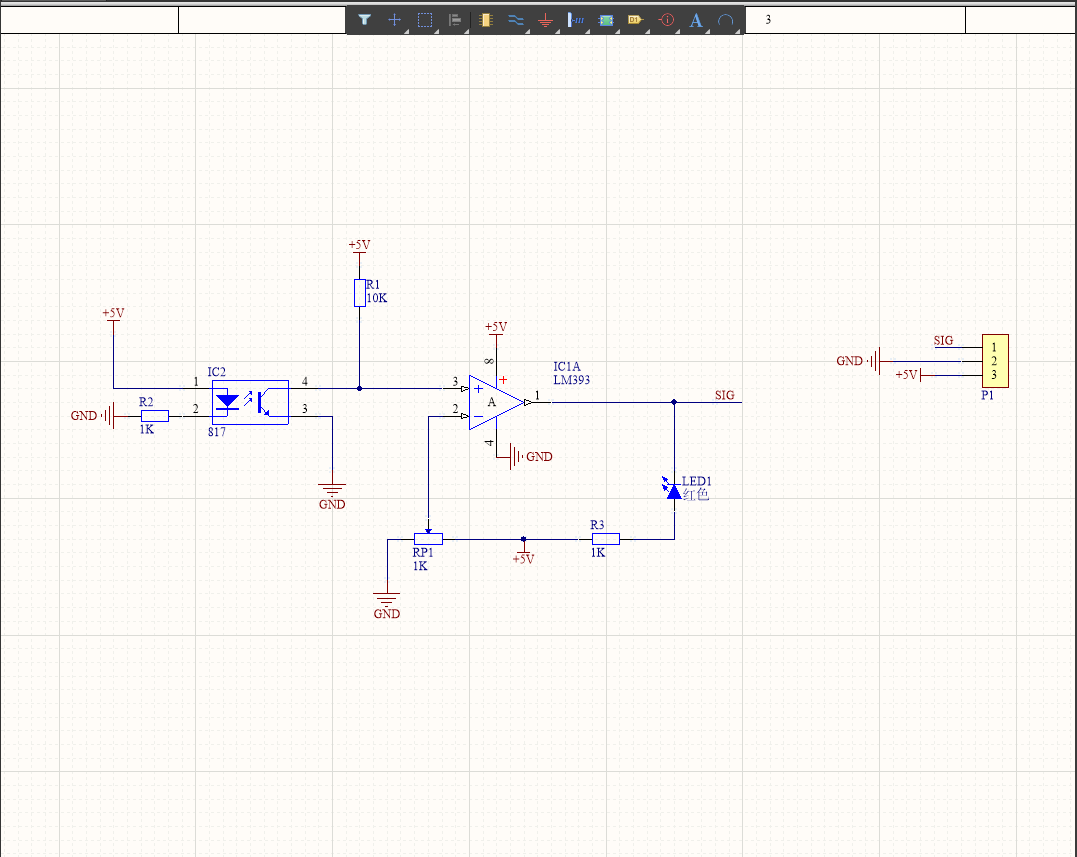 D1
A
3
+5V
R1
10K
+5V
+5V
8
IC1A
LM393
SIG
1
GND
2
+5V
3
P1
IC2
1
4
3
+
+
2
3
2
A
1
SIG
GND
R2
1K
817
4
GND
GND
LED1
红色
R3
RP1
1K
+5V
1K
GND